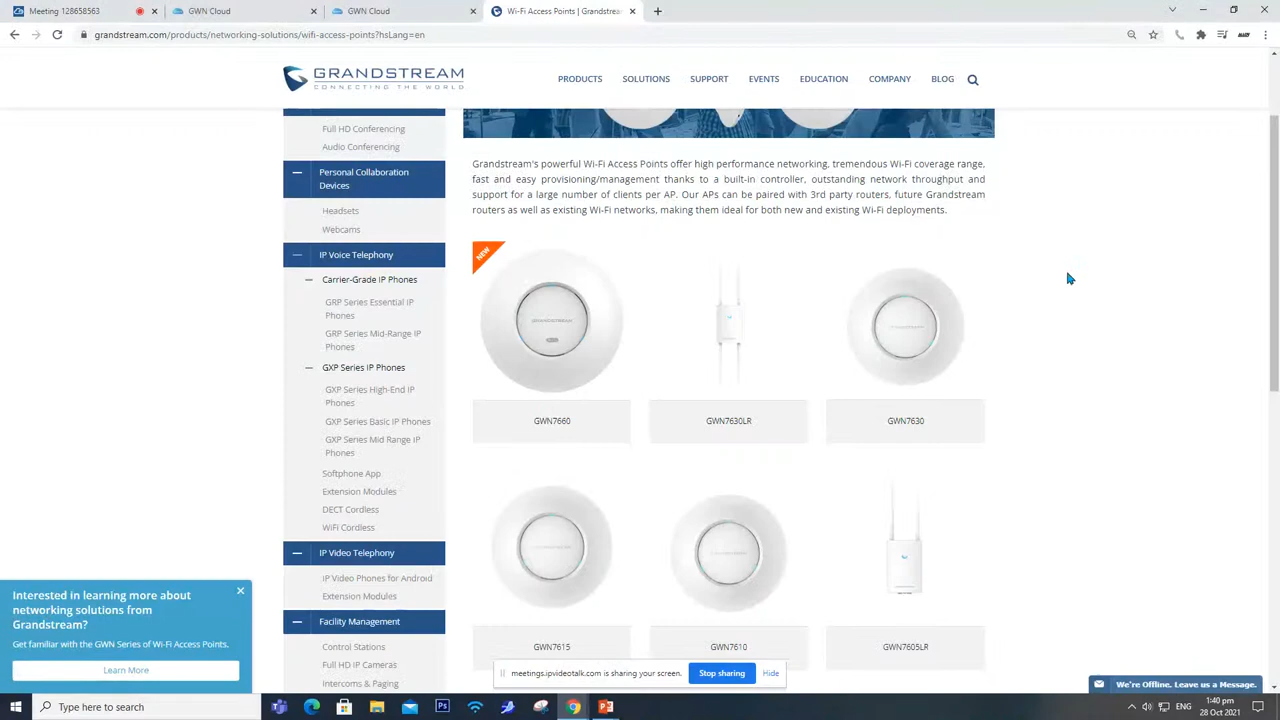 Meeting 128658563
GWN Cloud
GWN Cloud
Wi-Fi Access Points | Grandstrea
grandstream.com/products/networking-solutions/wifi-access-points?hsLang=en
GRANDSTREAM
CONNECTING THE WORLD
PRODUCTS
SOLUTIONS
SUPPORT
EVENTS
EDUCATION
COMPANY
BLOG
Full HD Conferencing
Audio Conferencing
Personal Collaboration
Devices
Headsets
Webcams
IP Voice Telephony
Carrier-Grade IP Phones
GRP Series Essential IP
Phones
GRP Series Mid-Range IP
Phones
GXP Series IP Phones
GXP Series High-End IP
Phones
GXP Series Basic IP Phones
GXP Series Mid Range IP
Phones
Softphone App
Extension Modules
DECT Cordless
WiFi Cordless
IP Video Telephony
IP Video Phones for Android
Extension Modules
Facility Management
Control Stations
Full HD IP Cameras
Intercoms & Paging
Grandstream's powerful Wi-Fi Access Points offer high performance networking, tremendous Wi-Fi coverage range,
fast and easy provisioning/management thanks to a built-in controller, outstanding network throughput and
support for a large number of clients per AP. Our APs can be paired with 3rd party routers, future Grandstream
routers as well as existing Wi-Fi networks, making them ideal for both new and existing Wi-Fi deployments.
NEW
GRANDSTREAM
GWN7660
GWN7630LR
GWN7630
GWN7615
GWN7610
GWN7605LR
Interested in learning more about
networking solutions from
Grandstream?
Get familiar with the GWN Series of Wi-Fi Access Points.
Learn More
meetings.ipvideotalk.com is sharing your screen.
Stop sharing
Hide
We're Offline. Leave us a Message.
Type here to search
ENG
1:40 pm
28 Oct 2021